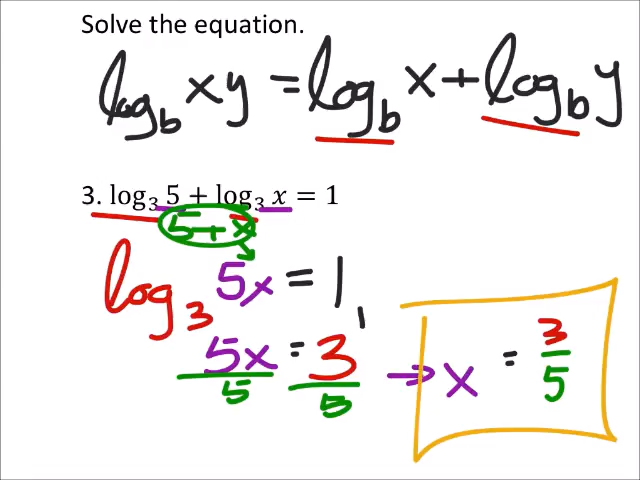 Solve the equation.
log_b xy = log_b x + log_b y
3. log₃ 5 + log₃ x = 1
5 + x
log₃ 5x = 1
5x = 3¹ → x = 3/5
5 5